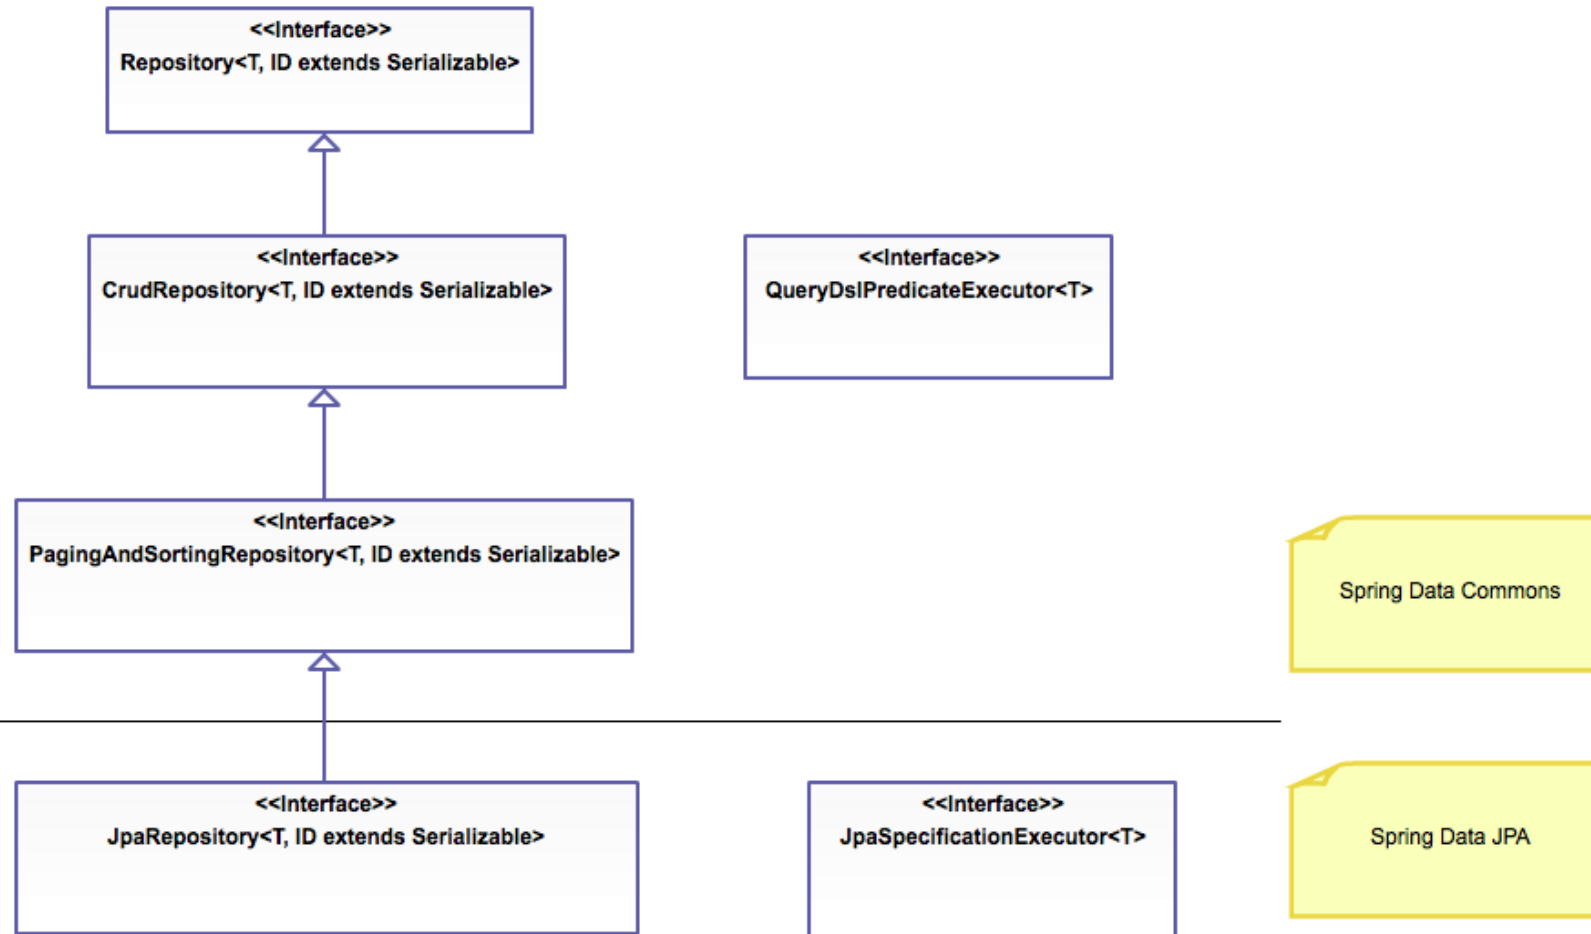 <<Interface>>
Repository<T, ID extends Serializable>
<<Interface>>
CrudRepository<T, ID extends Serializable>
<<Interface>>
QueryDslPredicateExecutor<T>
<<Interface>>
PagingAndSortingRepository<T, ID extends Serializable>
Spring Data Commons
<<Interface>>
JpaRepository<T, ID extends Serializable>
<<Interface>>
JpaSpecificationExecutor<T>
Spring Data JPA